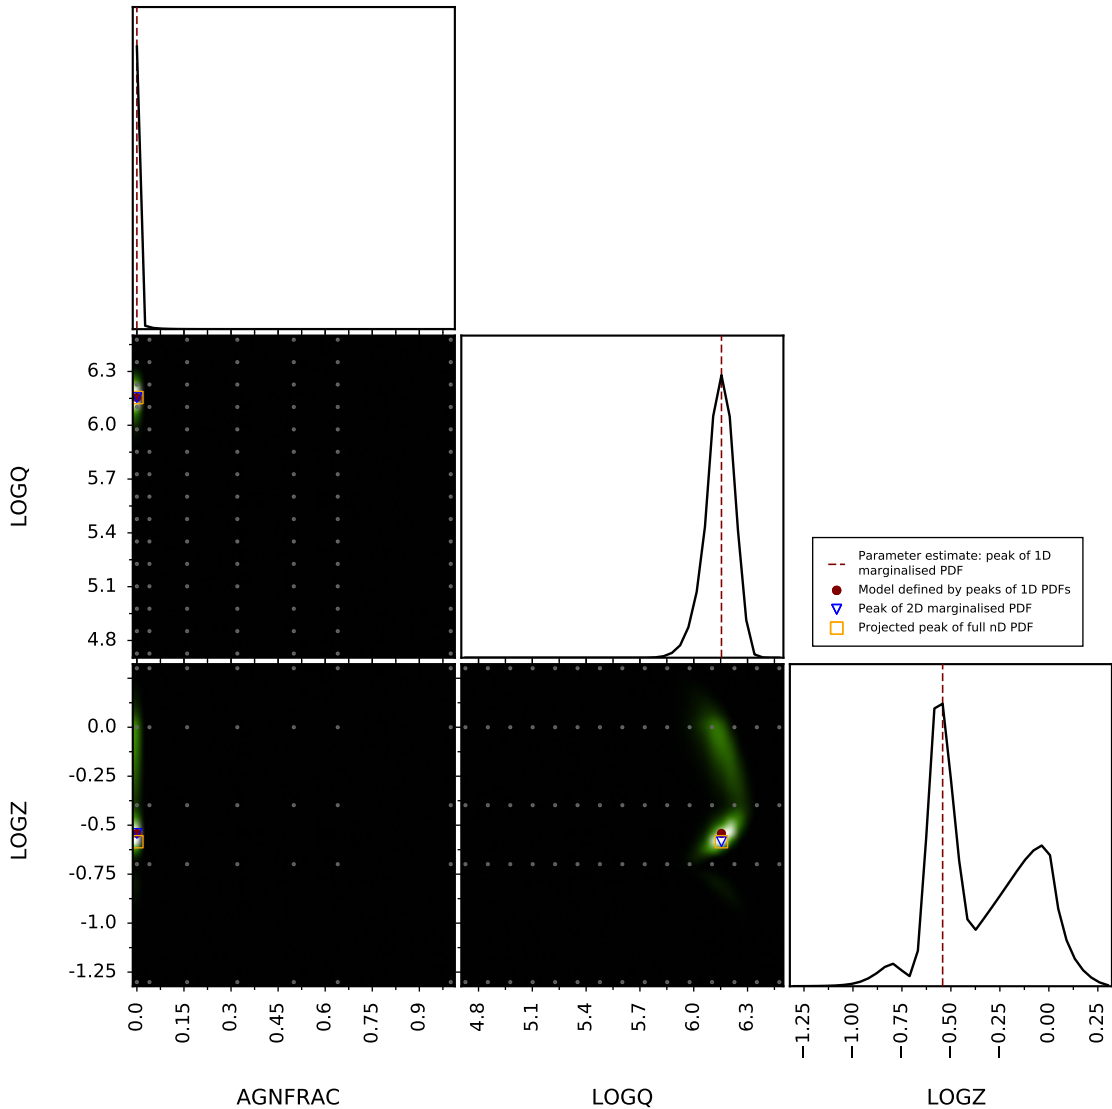 LOGQ
6.3
6.0
5.7
5.4
5.1
4.8
Parameter estimate: peak of 1D
marginalised PDF
Model defined by peaks of 1D PDFs
Peak of 2D marginalised PDF
Projected peak of full nD PDF
LOGZ
0.0
-0.25
-0.5
-0.75
-1.0
-1.25
0.0 0.15 0.3 0.45 0.6 0.75 0.9
4.8 5.1 5.4 5.7 6.0 6.3
−1.25 −1.00 −0.75 −0.50 −0.25 0.00 0.25
AGNFRAC LOGQ LOGZ